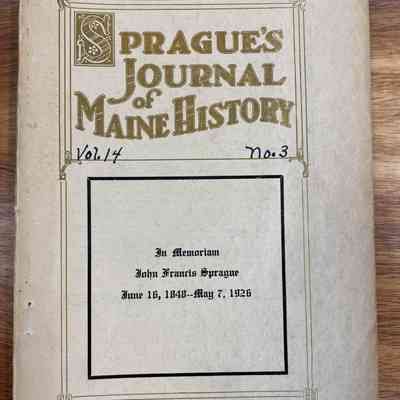 SPRAGUE'S
JOURNAL
of
MAINE HISTORY
Vol. 14 No. 3
In Memoriam
John Francis Sprague
June 16, 1848--May 7, 1926